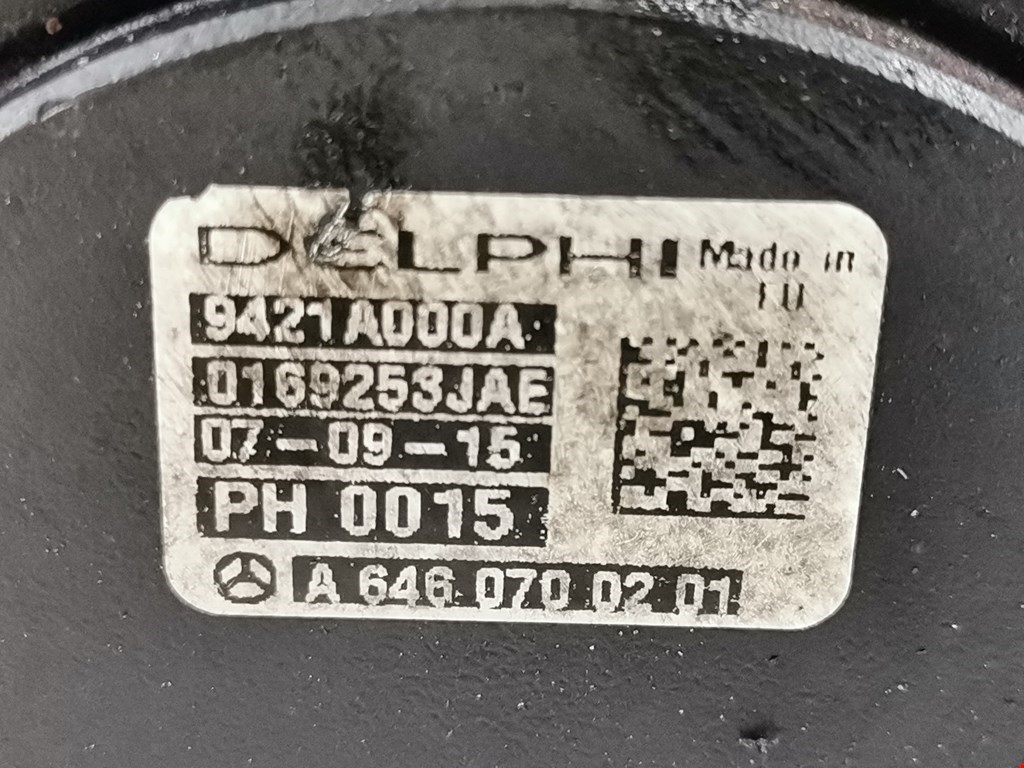 DELPHI
Made in
EU
9421A000A
0169253JAE
07-09-15
PH 0015
A 646 070 02 01